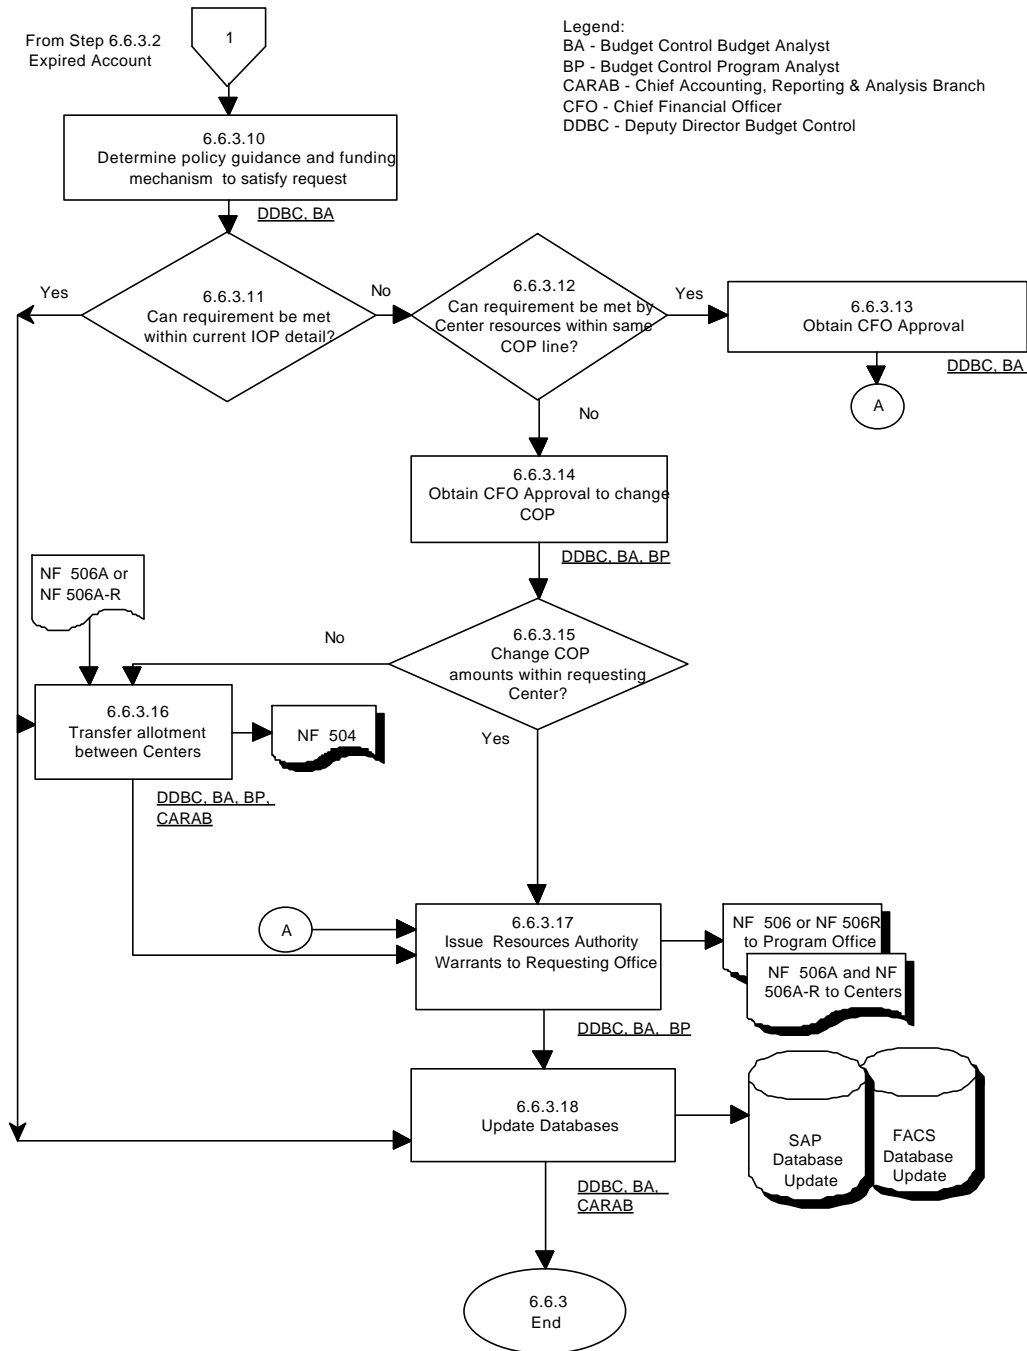 From Step 6.6.3.2
Expired Account
1
Legend:
BA - Budget Control Budget Analyst
BP - Budget Control Program Analyst
CARAB - Chief Accounting, Reporting & Analysis Branch
CFO - Chief Financial Officer
DDBC - Deputy Director Budget Control
6.6.3.10
Determine policy guidance and funding
mechanism to satisfy request
DDBC, BA
Yes
6.6.3.11
Can requirement be met
within current IOP detail?
No
6.6.3.12
Can requirement be met by
Center resources within same
COP line?
Yes
6.6.3.13
Obtain CFO Approval
DDBC, BA
A
No
6.6.3.14
Obtain CFO Approval to change
COP
DDBC, BA, BP
NF 506A or
NF 506A-R
No
6.6.3.15
Change COP
amounts within requesting
Center?
6.6.3.16
Transfer allotment
between Centers
NF 504
Yes
DDBC, BA, BP,
CARAB
A
6.6.3.17
Issue Resources Authority
Warrants to Requesting Office
NF 506 or NF 506R
to Program Office
NF 506A and NF
506A-R to Centers
DDBC, BA, BP
6.6.3.18
Update Databases
SAP
Database
Update
FACS
Database
Update
DDBC, BA,
CARAB
6.6.3
End